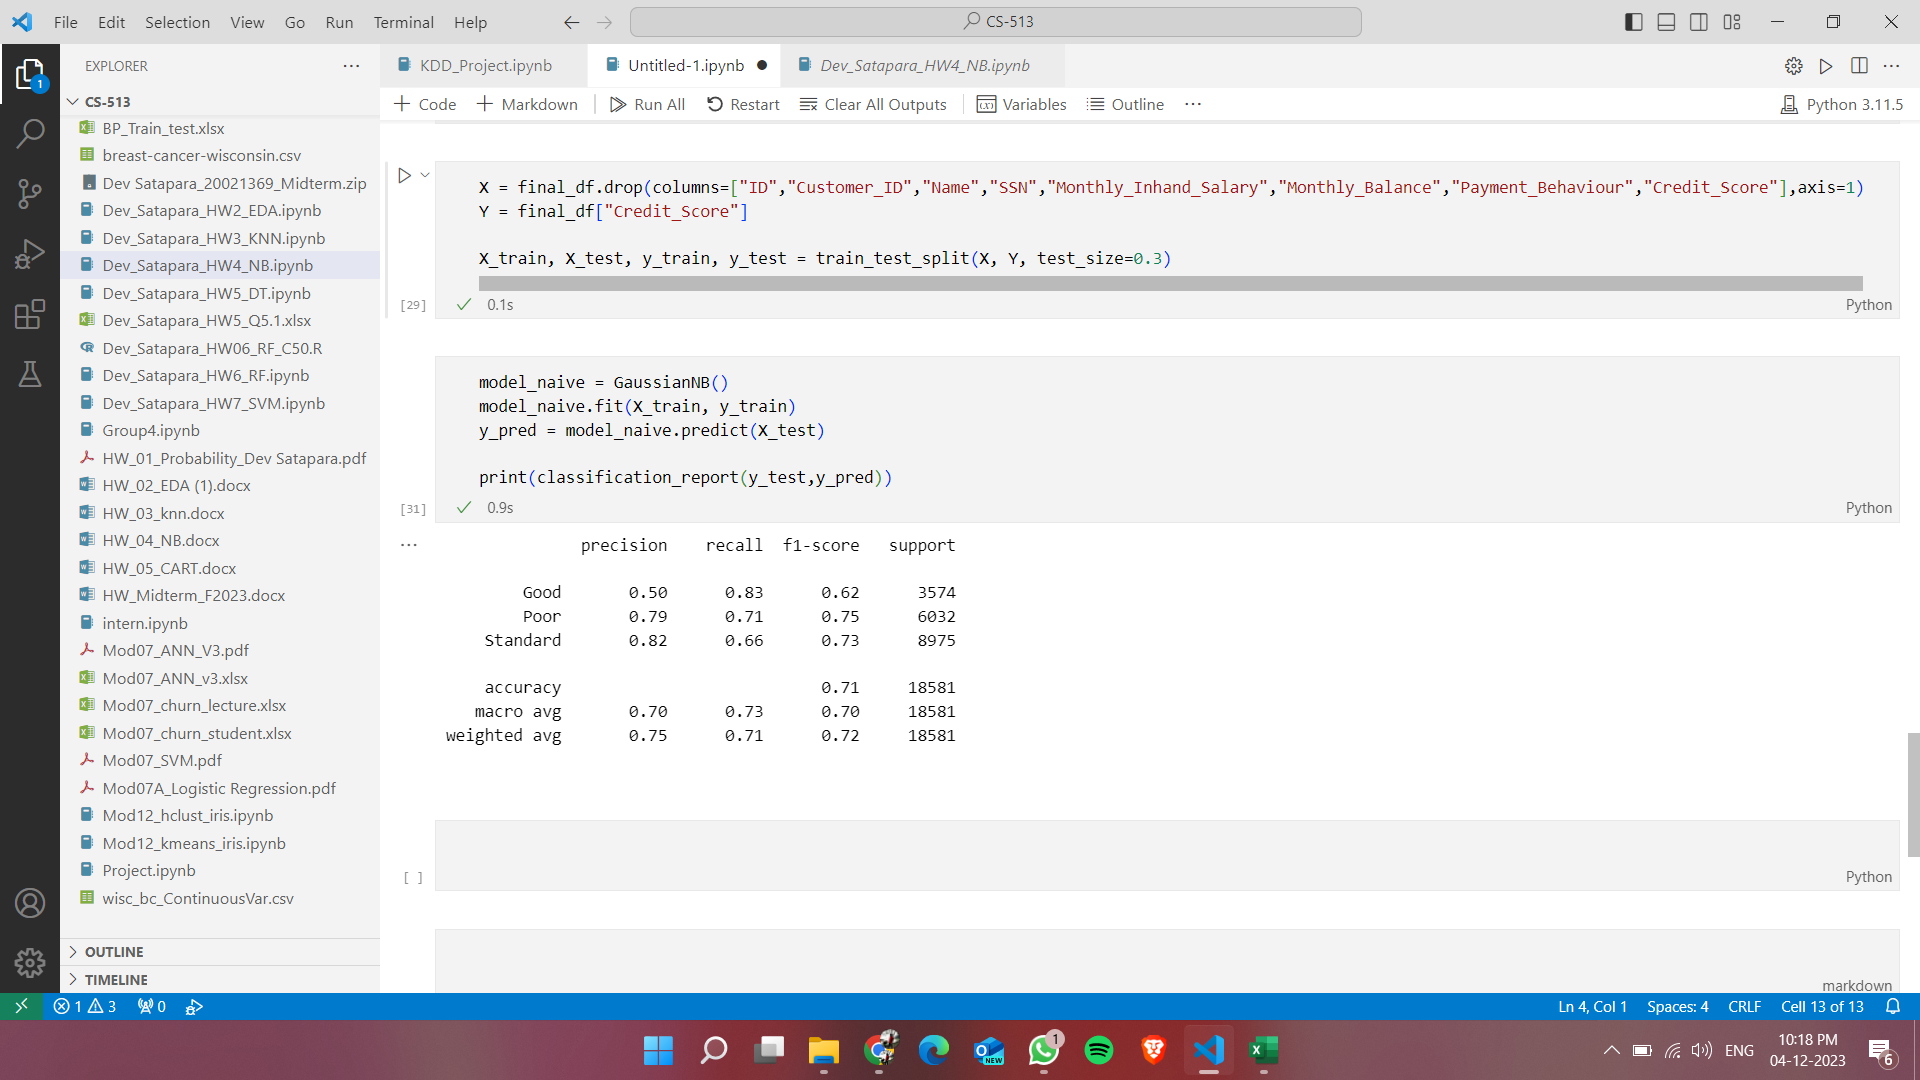 File Edit Selection View Go Run Terminal Help
CS-513
EXPLORER
KDD_Project.ipynb
Untitled-1.ipynb
Dev_Satapara_HW4_NB.ipynb
CS-513
Code Markdown Run All Restart Clear All Outputs Variables Outline
Python 3.11.5
BP_Train_test.xlsx
breast-cancer-wisconsin.csv
Dev Satapara_20021369_Midterm.zip
Dev_Satapara_HW2_EDA.ipynb
Dev_Satapara_HW3_KNN.ipynb
Dev_Satapara_HW4_NB.ipynb
Dev_Satapara_HW5_DT.ipynb
Dev_Satapara_HW5_Q5.1.xlsx
Dev_Satapara_HW06_RF_C50.R
Dev_Satapara_HW6_RF.ipynb
Dev_Satapara_HW7_SVM.ipynb
Group4.ipynb
HW_01_Probability_Dev Satapara.pdf
HW_02_EDA (1).docx
HW_03_knn.docx
HW_04_NB.docx
HW_05_CART.docx
HW_Midterm_F2023.docx
intern.ipynb
Mod07_ANN_V3.pdf
Mod07_ANN_v3.xlsx
Mod07_churn_lecture.xlsx
Mod07_churn_student.xlsx
Mod07_SVM.pdf
Mod07A_Logistic Regression.pdf
Mod12_hclust_iris.ipynb
Mod12_kmeans_iris.ipynb
Project.ipynb
wisc_bc_ContinuousVar.csv
OUTLINE
TIMELINE
X = final_df.drop(columns=["ID","Customer_ID","Name","SSN","Monthly_Inhand_Salary","Monthly_Balance","Payment_Behaviour","Credit_Score"],axis=1)
Y = final_df["Credit_Score"]
X_train, X_test, y_train, y_test = train_test_split(X, Y, test_size=0.3)
[29] 0.1s Python
model_naive = GaussianNB()
model_naive.fit(X_train, y_train)
y_pred = model_naive.predict(X_test)
print(classification_report(y_test,y_pred))
[31] 0.9s Python
precision recall f1-score support
Good 0.50 0.83 0.62 3574
Poor 0.79 0.71 0.75 6032
Standard 0.82 0.66 0.73 8975
accuracy 0.71 18581
macro avg 0.70 0.73 0.70 18581
weighted avg 0.75 0.71 0.72 18581
[ ] Python
markdown
1 3 0 Ln 4, Col 1 Spaces: 4 CRLF Cell 13 of 13
1
NEW
1
ENG
10:18 PM
04-12-2023
6